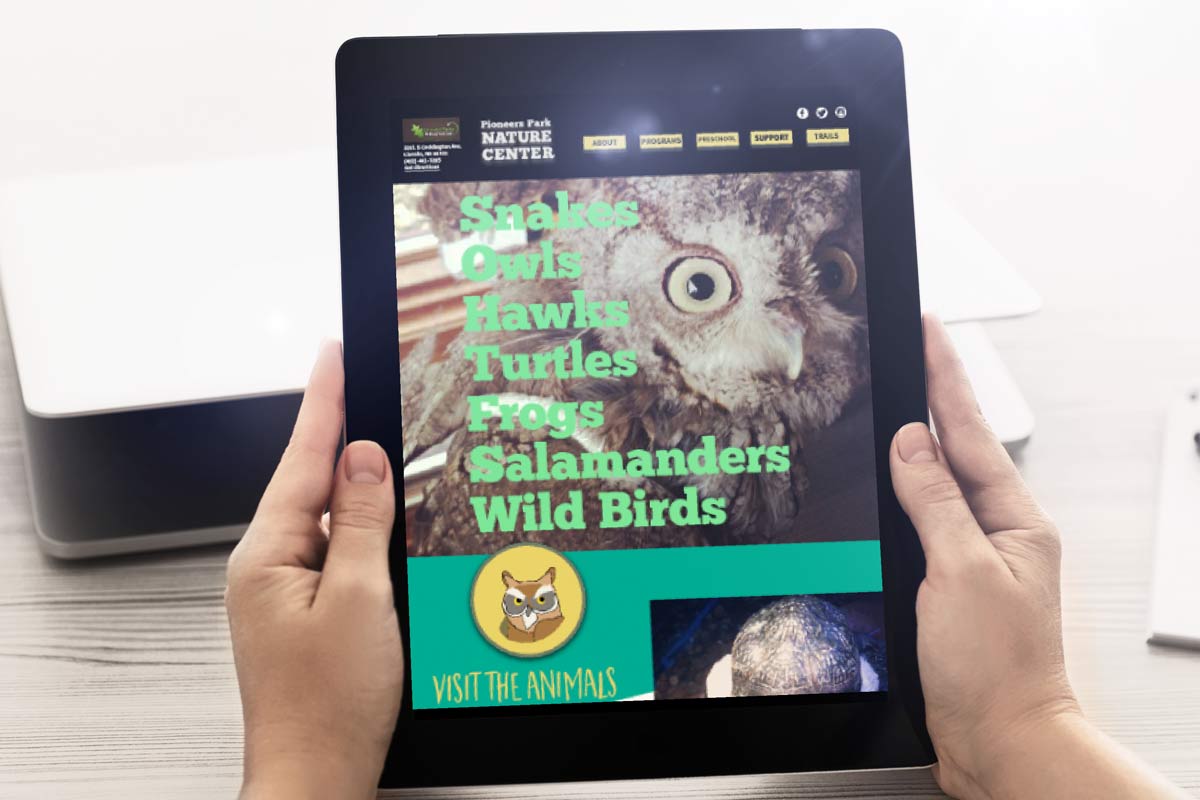 Pioneers Park
NATURE
CENTER
ABOUT
PROGRAMS
PRESCHOOL
SUPPORT
TRAILS
Snakes
Owls
Hawks
Turtles
Frogs
Salamanders
Wild Birds
VISIT THE ANIMALS